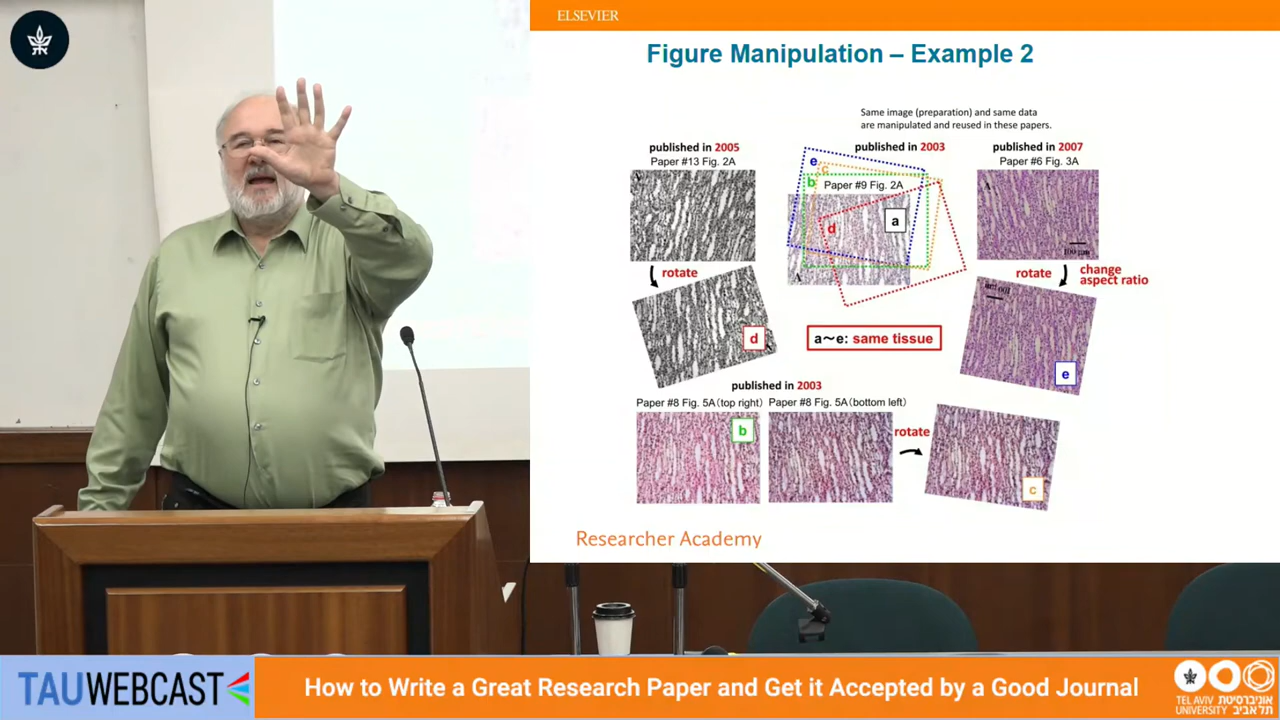 ELSEVIER
Figure Manipulation – Example 2
Same image (preparation) and same data
are manipulated and reused in these papers.
published in 2005
Paper #13 Fig. 2A
published in 2003
Paper #9 Fig. 2A
published in 2007
Paper #6 Fig. 3A
e
c
b
d
a
A
100 μm
rotate
rotate
change
aspect ratio
100 μm
d
a～e: same tissue
e
published in 2003
Paper #8 Fig. 5A (top right)
Paper #8 Fig. 5A (bottom left)
b
rotate
c
Researcher Academy
TAUWEBCAST
How to Write a Great Research Paper and Get it Accepted by a Good Journal
TEL AVIV UNIVERSITY
אוניברסיטת תל אביב